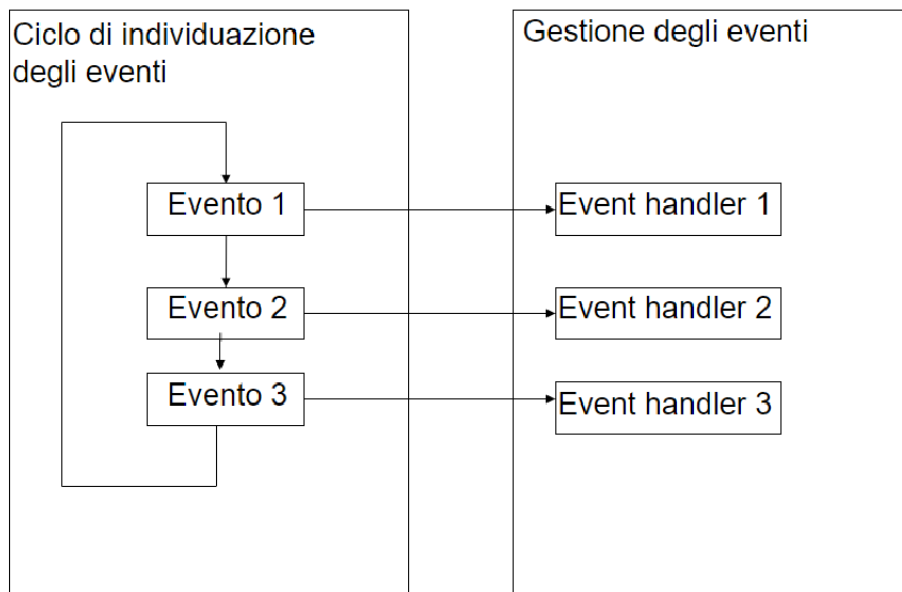 Ciclo di individuazione
degli eventi
Gestione degli eventi
Evento 1
Event handler 1
Evento 2
Event handler 2
Evento 3
Event handler 3